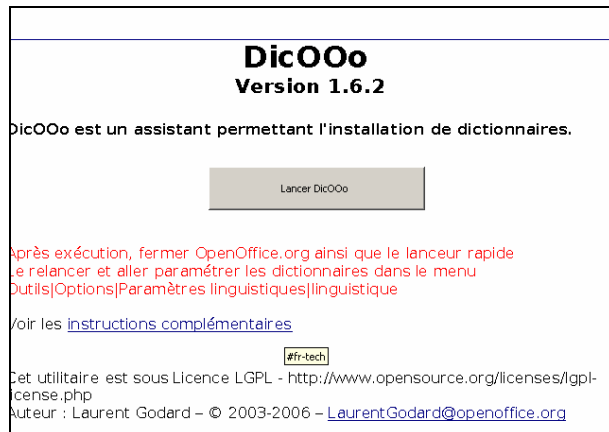 DicOOo
Version 1.6.2
DicOOo est un assistant permettant l'installation de dictionnaires.
Lancer DicOOo
Après exécution, fermer OpenOffice.org ainsi que le lanceur rapide
Le relancer et aller paramétrer les dictionnaires dans le menu
Outils|Options|Paramètres linguistiques|linguistique
Voir les instructions complémentaires
#fr-tech
Cet utilitaire est sous Licence LGPL - http://www.opensource.org/licenses/lgpl-
license.php
Auteur : Laurent Godard – © 2003-2006 – LaurentGodard@openoffice.org